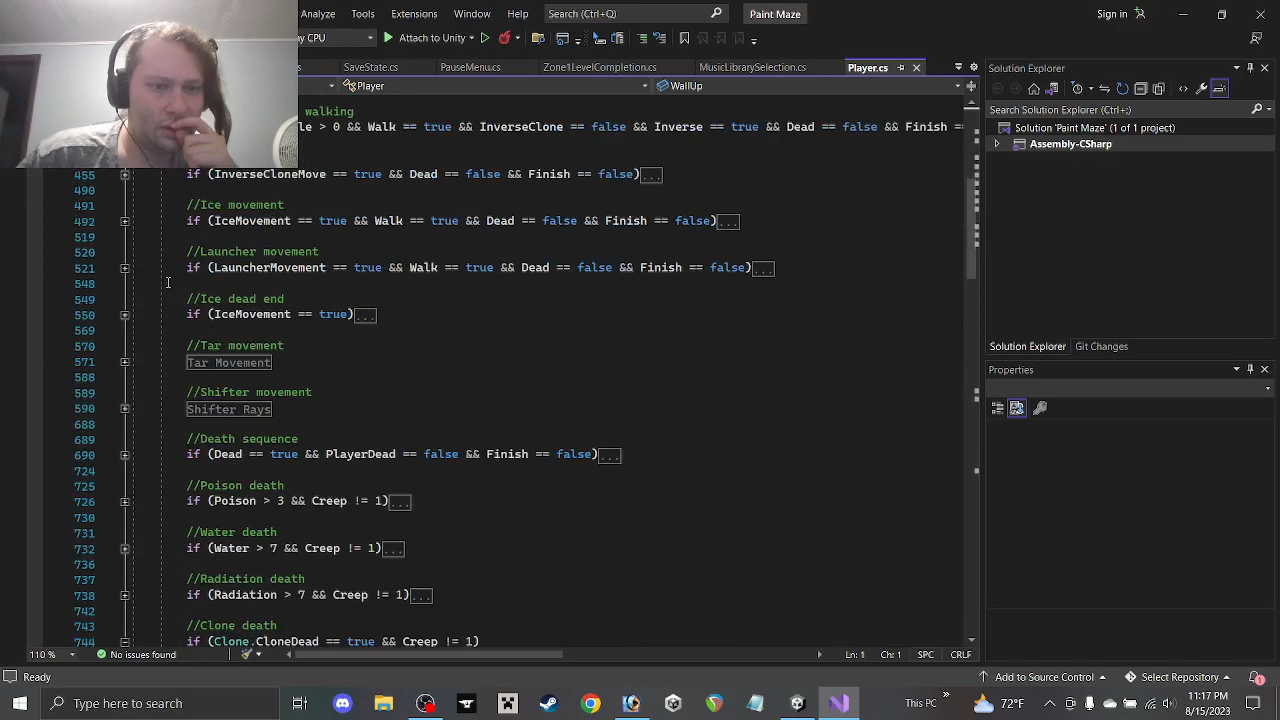 Analyze Tools Extensions Window Help Search (Ctrl+Q) Paint Maze Sign in
CPU Attach to Unity
SaveState.cs PauseMenu.cs Zone1LevelCompletion.cs MusicLibrarySelection.cs Player.cs
Player WallUp
walking
le > 0 && Walk == true && InverseClone == false && Inverse == true && Dead == false && Finish ==
455 if (InverseCloneMove == true && Dead == false && Finish == false)...
490
491 //Ice movement
492 if (IceMovement == true && Walk == true && Dead == false && Finish == false)...
519
520 //Launcher movement
521 if (LauncherMovement == true && Walk == true && Dead == false && Finish == false)...
548
549 //Ice dead end
550 if (IceMovement == true)...
569
570 //Tar movement
571 Tar Movement
588
589 //Shifter movement
590 Shifter Rays
688
689 //Death sequence
690 if (Dead == true && PlayerDead == false && Finish == false)...
724
725 //Poison death
726 if (Poison > 3 && Creep != 1)...
730
731 //Water death
732 if (Water > 7 && Creep != 1)...
736
737 //Radiation death
738 if (Radiation > 7 && Creep != 1)...
742
743 //Clone death
744 if (Clone.CloneDead == true && Creep != 1)
110 % No issues found Ln: 1 Ch: 1 SPC CRLF
Solution Explorer
Search Solution Explorer (Ctrl+;)
Solution 'Paint Maze' (1 of 1 project)
Assembly-CSharp
Solution Explorer Git Changes
Properties
Ready Add to Source Control Select Repository 1
Type here to search This PC » 72°F 11:17 PM
8/15/2023